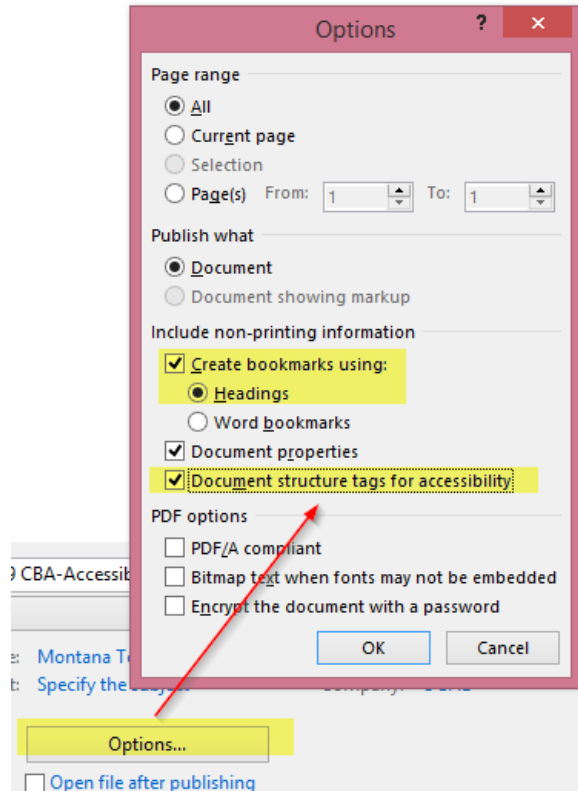 Options ?
Page range
All
Current page
Selection
Page(s) From: 1 To: 1
Publish what
Document
Document showing markup
Include non-printing information
Create bookmarks using:
Headings
Word bookmarks
Document properties
Document structure tags for accessibility
PDF options
PDF/A compliant
Bitmap text when fonts may not be embedded
Encrypt the document with a password
OK Cancel
9 CBA-Accessib
Montana Te
Specify the
Options...
Open file after publishing